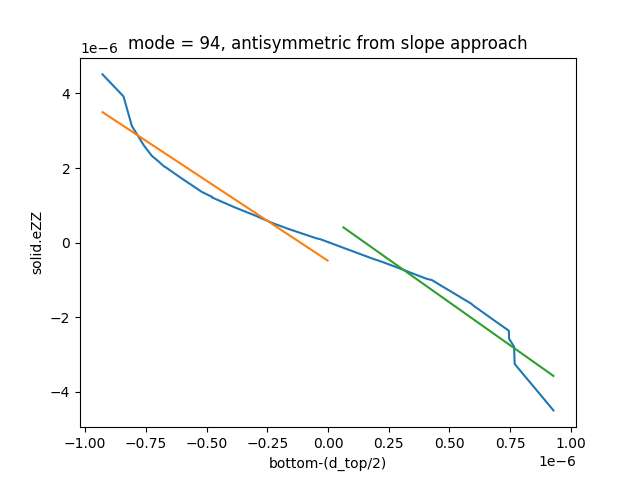 mode = 94, antisymmetric from slope approach
1e−6
4
2
0
−2
−4
solid.eZZ
−1.00 −0.75 −0.50 −0.25 0.00 0.25 0.50 0.75 1.00
bottom-(d_top/2)
1e−6